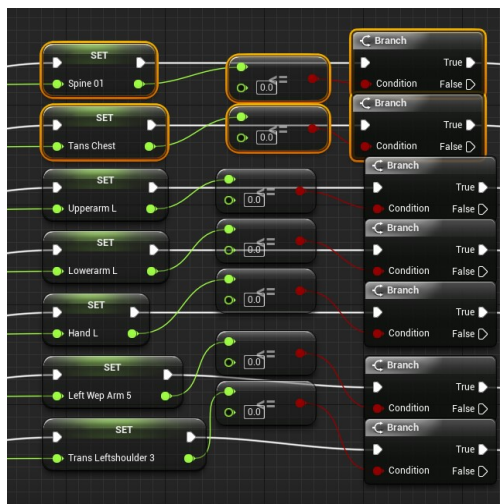 Branch
SET
True
Spine 01
<=
0.0
Condition
False
Branch
SET
True
Tans Chest
<=
0.0
Condition
False
Branch
SET
True
Upperarm L
<=
0.0
Condition
False
Branch
SET
True
Lowerarm L
<=
0.0
Condition
False
Branch
SET
True
Hand L
<=
0.0
Condition
False
Branch
SET
True
Left Wep Arm 5
<=
0.0
Condition
False
Branch
SET
True
Trans Leftshoulder 3
<=
0.0
Condition
False